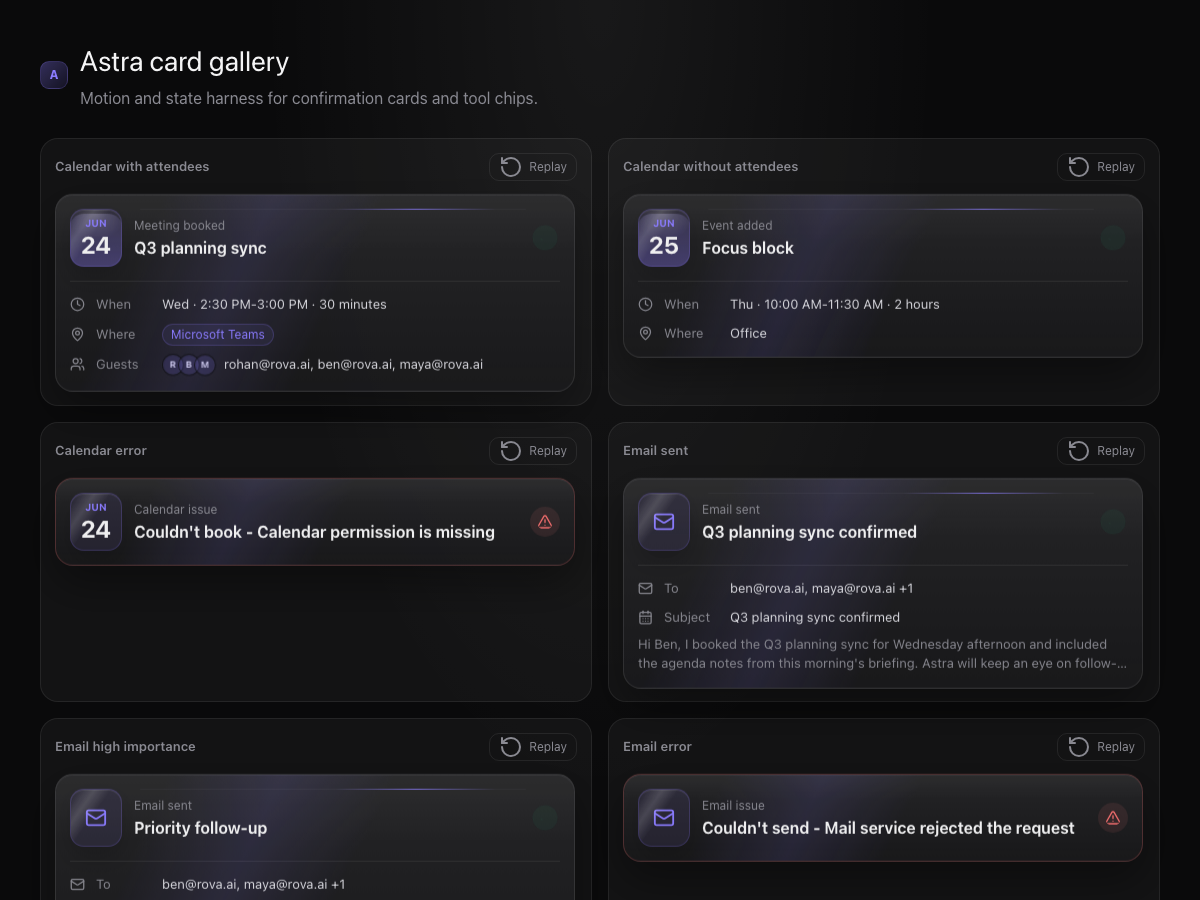 A
Astra card gallery
Motion and state harness for confirmation cards and tool chips.
Calendar with attendees
Replay
JUN
24
Meeting booked
Q3 planning sync
When
Wed · 2:30 PM-3:00 PM · 30 minutes
Where
Microsoft Teams
Guests
R B M
rohan@rova.ai, ben@rova.ai, maya@rova.ai
Calendar without attendees
Replay
JUN
25
Event added
Focus block
When
Thu · 10:00 AM-11:30 AM · 2 hours
Where
Office
Calendar error
Replay
JUN
24
Calendar issue
Couldn't book - Calendar permission is missing
Email sent
Replay
Email sent
Q3 planning sync confirmed
To
ben@rova.ai, maya@rova.ai +1
Subject
Q3 planning sync confirmed
Hi Ben, I booked the Q3 planning sync for Wednesday afternoon and included
the agenda notes from this morning's briefing. Astra will keep an eye on follow-...
Email high importance
Replay
Email sent
Priority follow-up
To
ben@rova.ai, maya@rova.ai +1
Email error
Replay
Email issue
Couldn't send - Mail service rejected the request